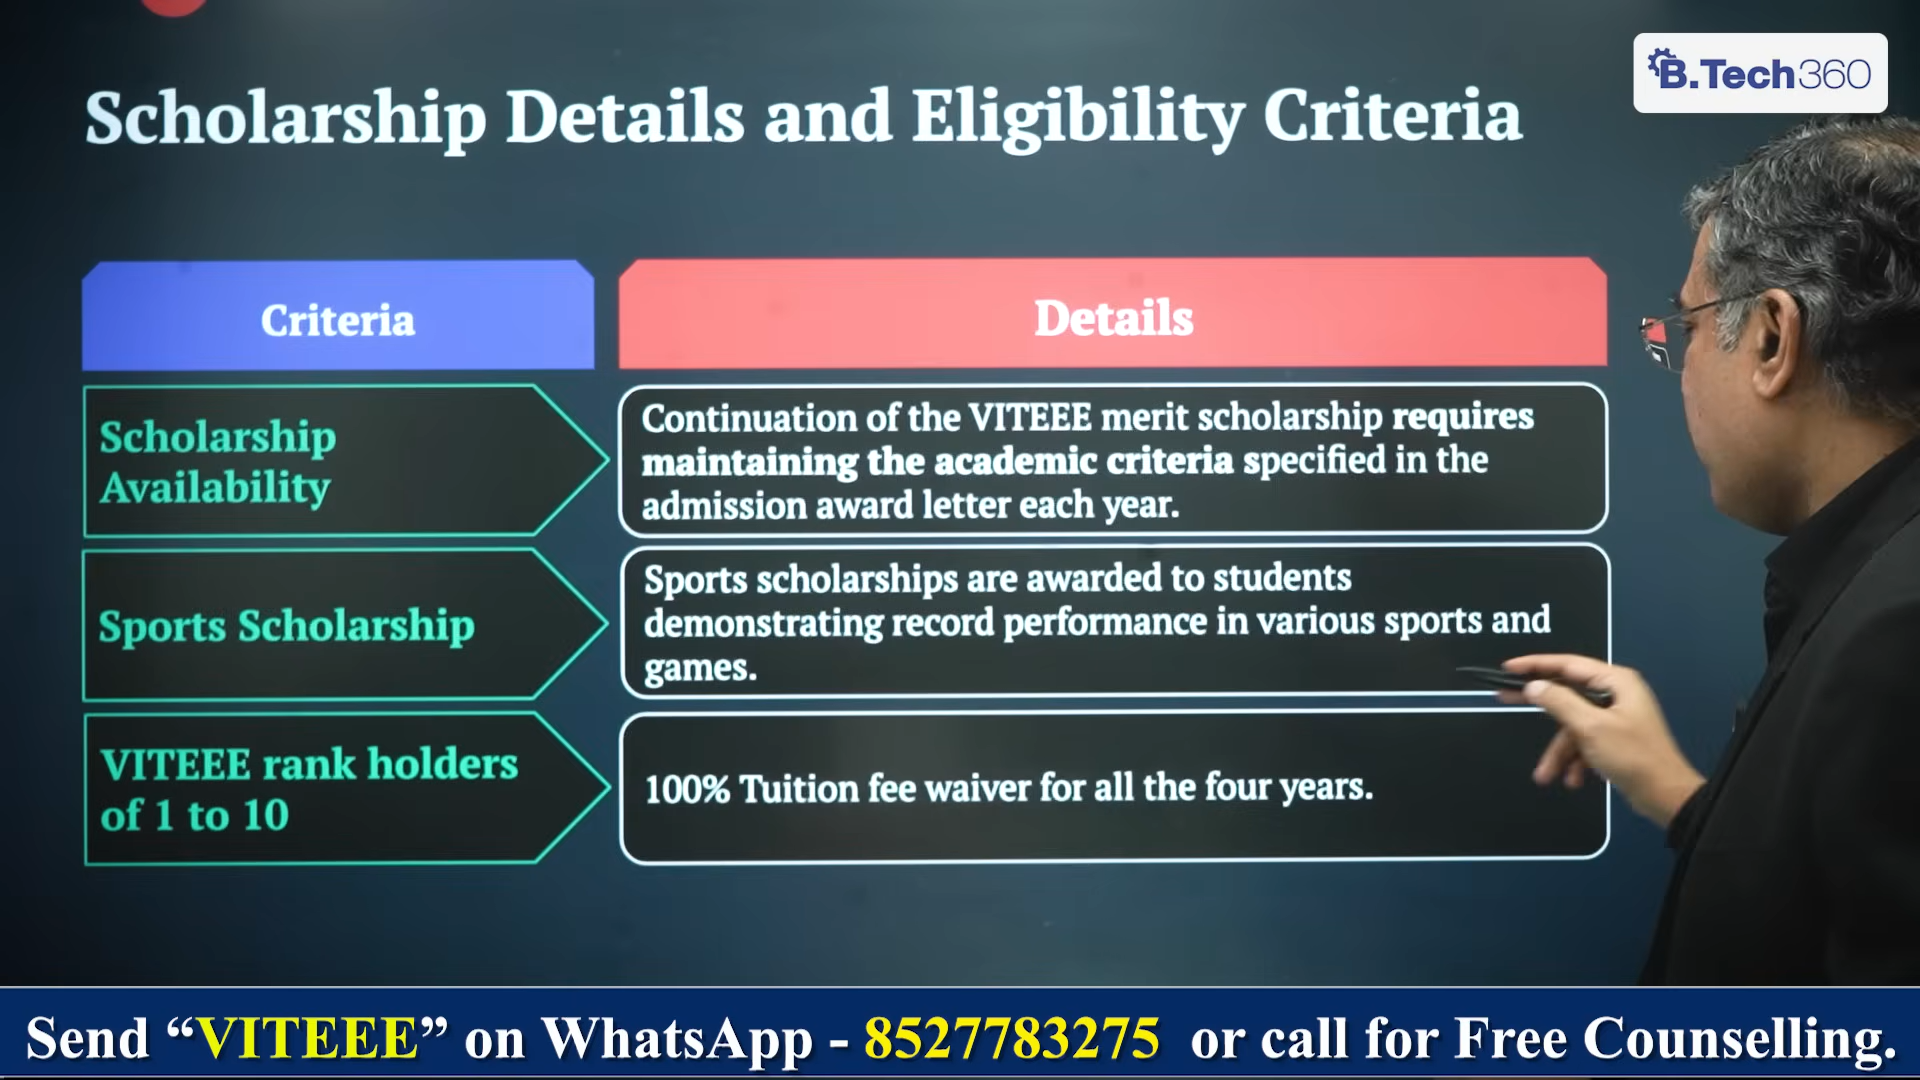 B.Tech360
Scholarship Details and Eligibility Criteria
Criteria
Details
Scholarship
Availability
Continuation of the VITEEE merit scholarship requires
maintaining the academic criteria specified in the
admission award letter each year.
Sports Scholarship
Sports scholarships are awarded to students
demonstrating record performance in various sports and
games.
VITEEE rank holders
of 1 to 10
100% Tuition fee waiver for all the four years.
Send “VITEEE” on WhatsApp - 8527783275 or call for Free Counselling.